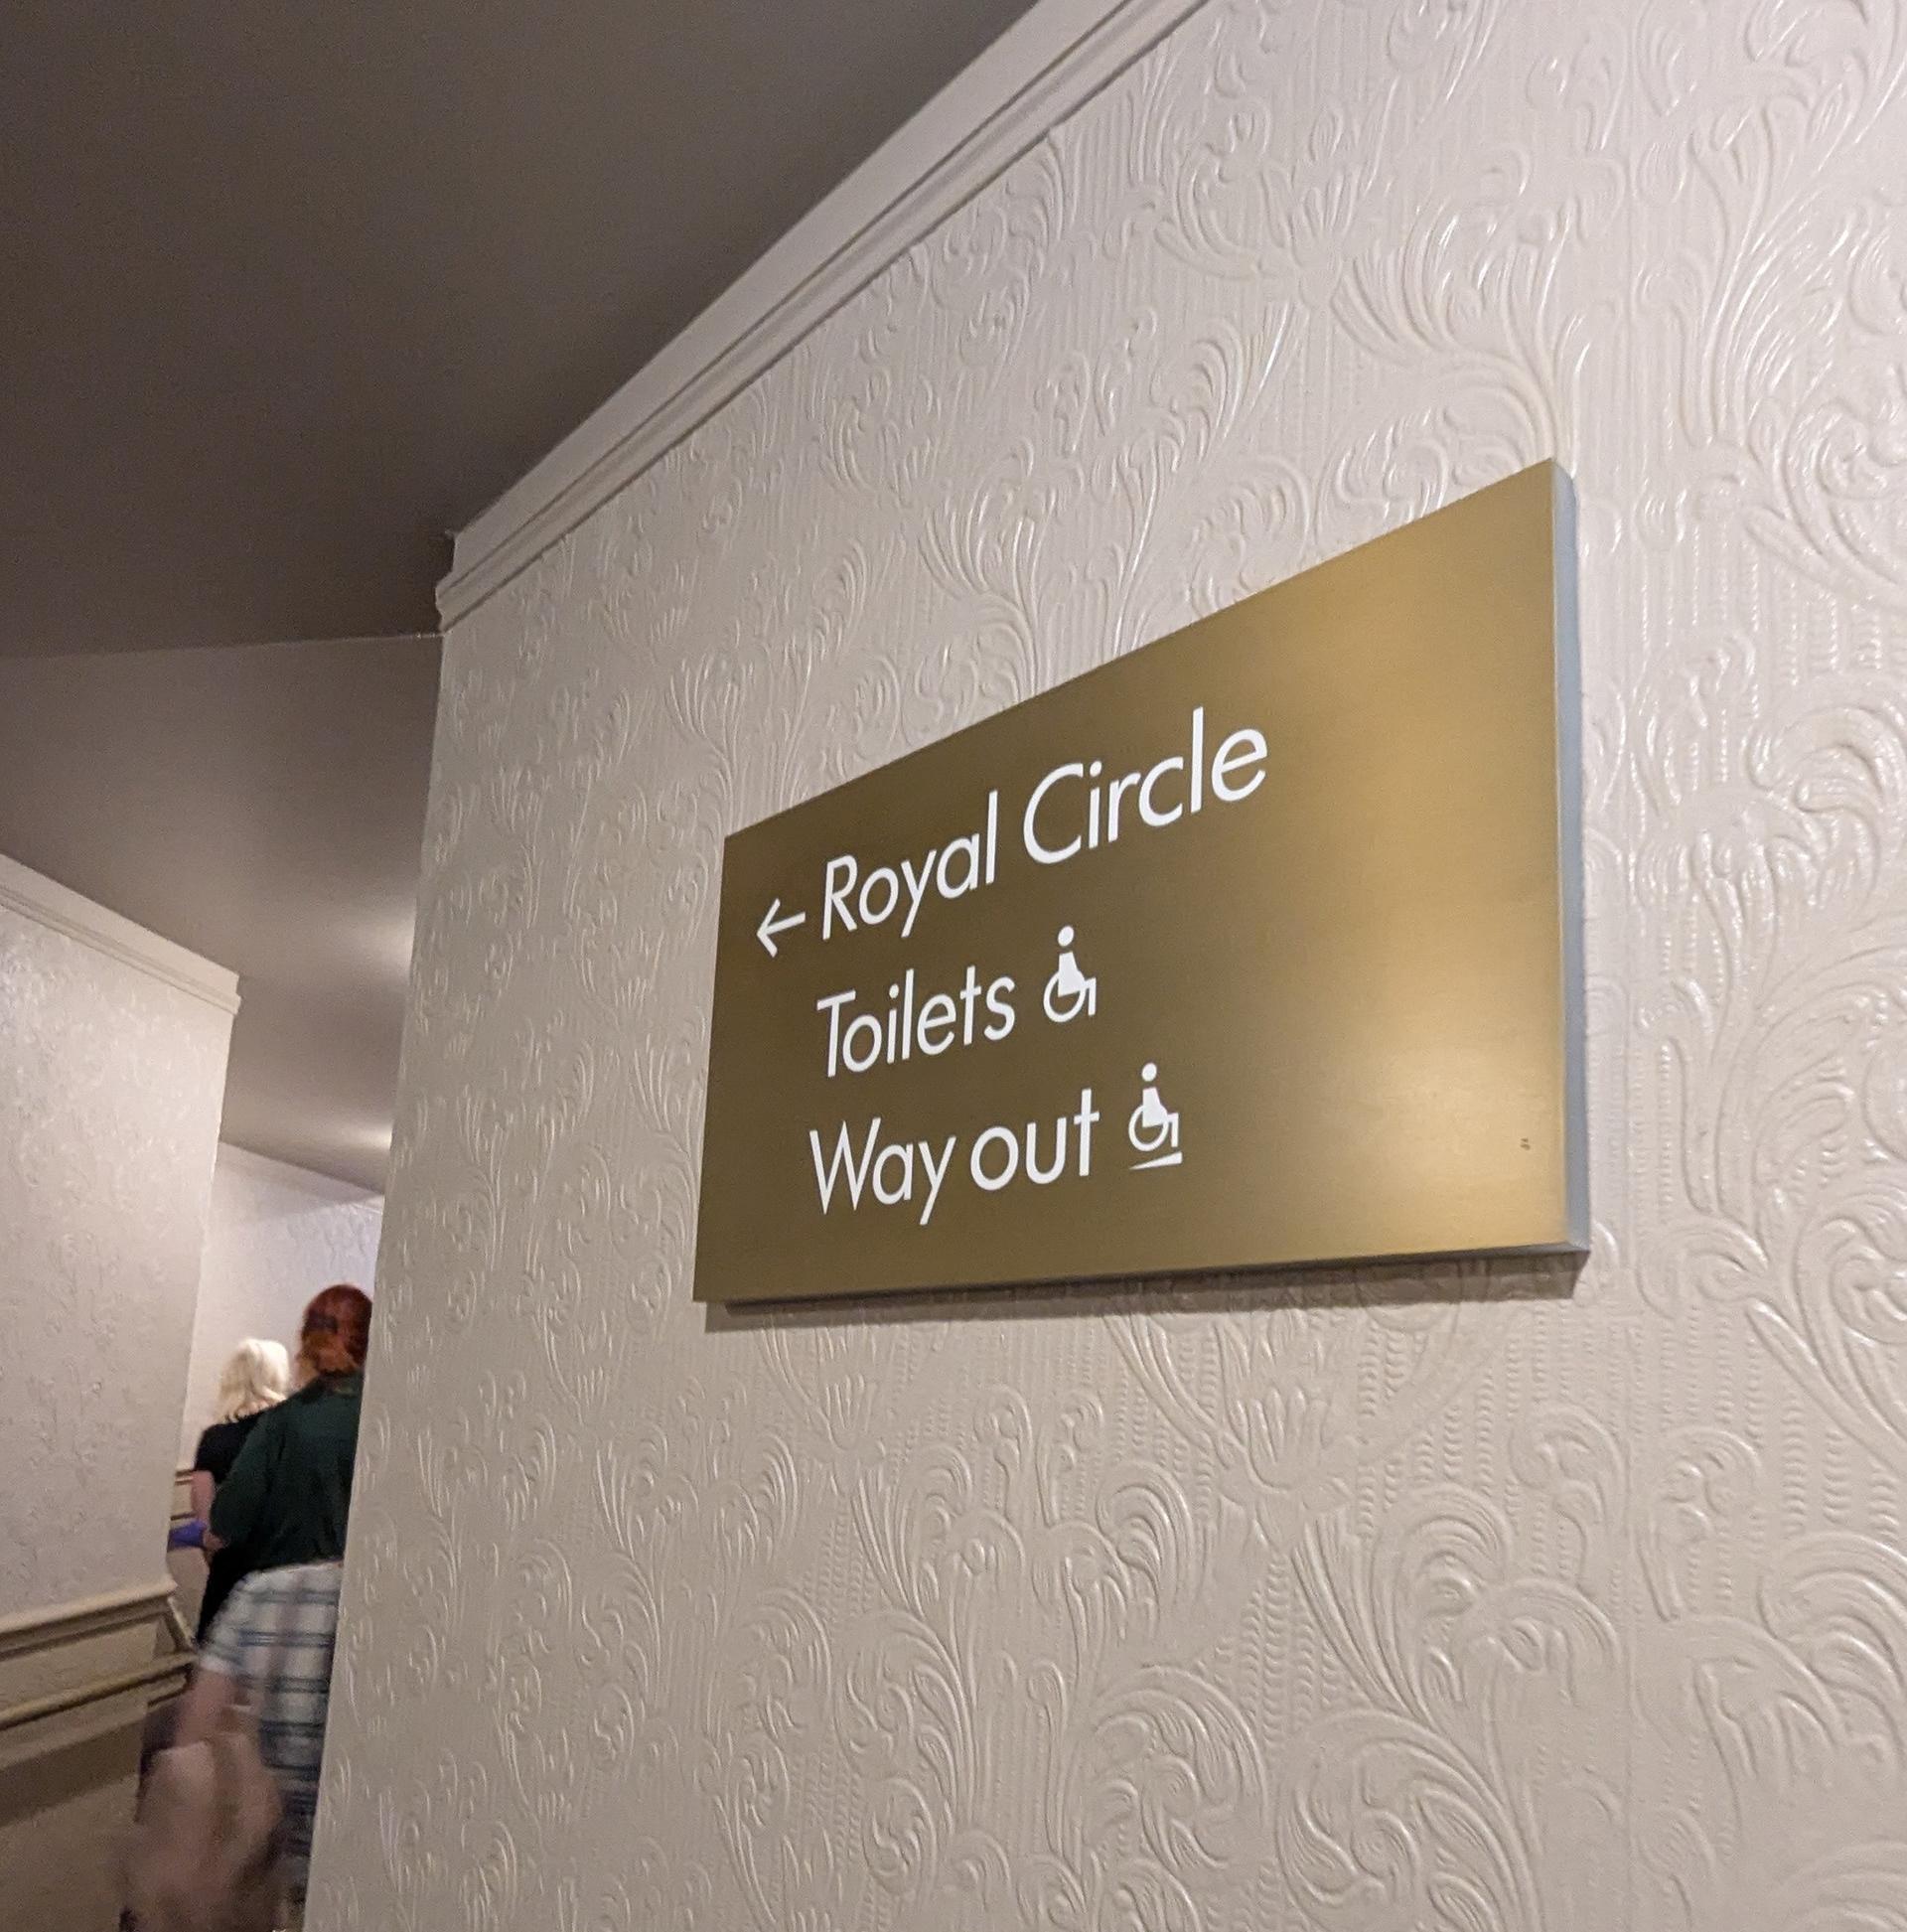 ← Royal Circle
Toilets
Way out